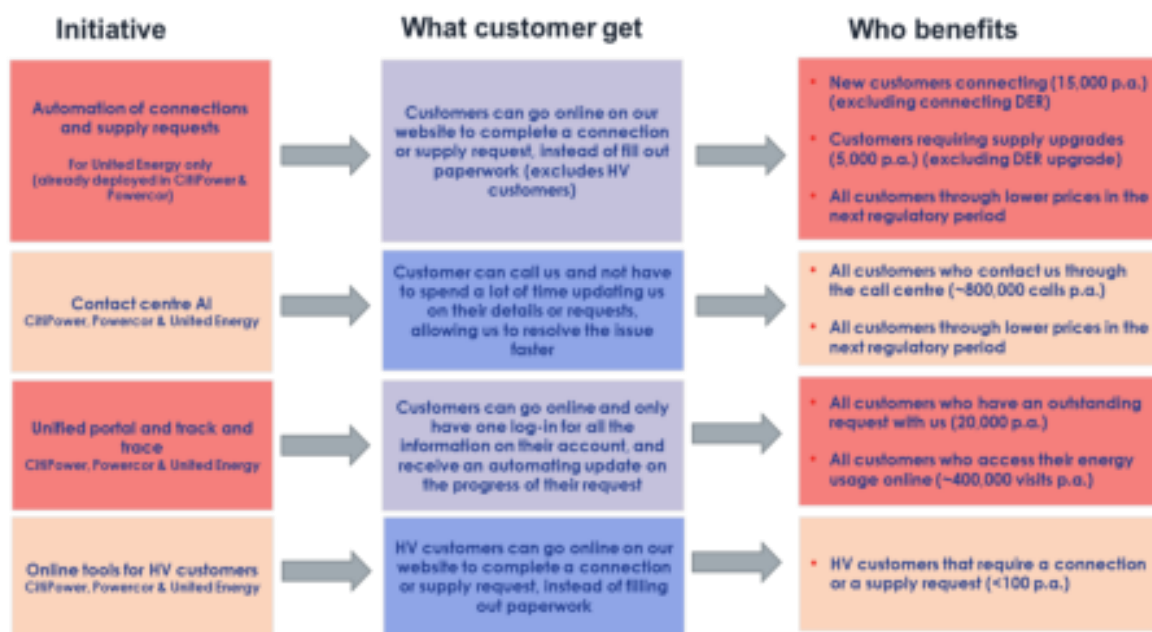 Initiative
What customer get
Who benefits
Automation of connections
and supply requests
For United Energy only
(already deployed in CitiPower &
Powercor)
Customers can go online on our
website to complete a connection
or supply request, instead of fill out
paperwork (excludes HV
customers)
• New customers connecting (15,000 p.a.)
(excluding connecting DER)
• Customers requiring supply upgrades
(5,000 p.a.) (excluding DER upgrade)
• All customers through lower prices in the
next regulatory period
Contact centre AI
CitiPower, Powercor & United Energy
Customer can call us and not have
to spend a lot of time updating us
on their details or requests,
allowing us to resolve the issue
faster
• All customers who contact us through
the call centre (~800,000 calls p.a.)
• All customers through lower prices in the
next regulatory period
Unified portal and track and
trace
CitiPower, Powercor & United Energy
Customers can go online and only
have one log-in for all the
information on their account, and
receive an automating update on
the progress of their request
• All customers who have an outstanding
request with us (20,000 p.a.)
• All customers who access their energy
usage online (~400,000 visits p.a.)
Online tools for HV customers
CitiPower, Powercor & United Energy
HV customers can go online on our
website to complete a connection
or supply request, instead of filling
out paperwork
• HV customers that require a connection
or a supply request (<100 p.a.)